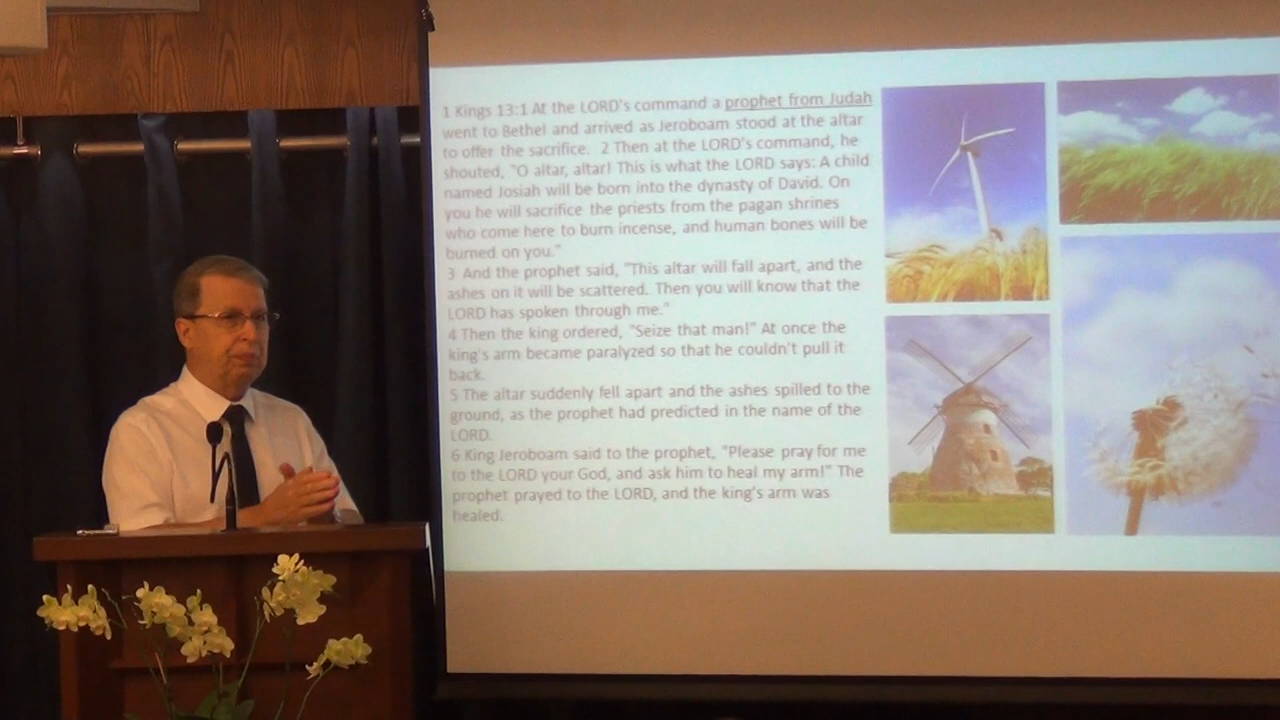 1 Kings 13:1 At the LORD's command a prophet from Judah
went to Bethel and arrived as Jeroboam stood at the altar
to offer the sacrifice. 2 Then at the LORD's command, he
shouted, "O altar, altar! This is what the LORD says: A child
named Josiah will be born into the dynasty of David. On
you he will sacrifice the priests from the pagan shrines
who come here to burn incense, and human bones will be
burned on you."
3 And the prophet said, "This altar will fall apart, and the
ashes on it will be scattered. Then you will know that the
LORD has spoken through me."
4 Then the king ordered, "Seize that man!" At once the
king's arm became paralyzed so that he couldn't pull it
back.
5 The altar suddenly fell apart and the ashes spilled to the
ground, as the prophet had predicted in the name of the
LORD.
6 King Jeroboam said to the prophet, "Please pray for me
to the LORD your God, and ask him to heal my arm!" The
prophet prayed to the LORD, and the king's arm was
healed.